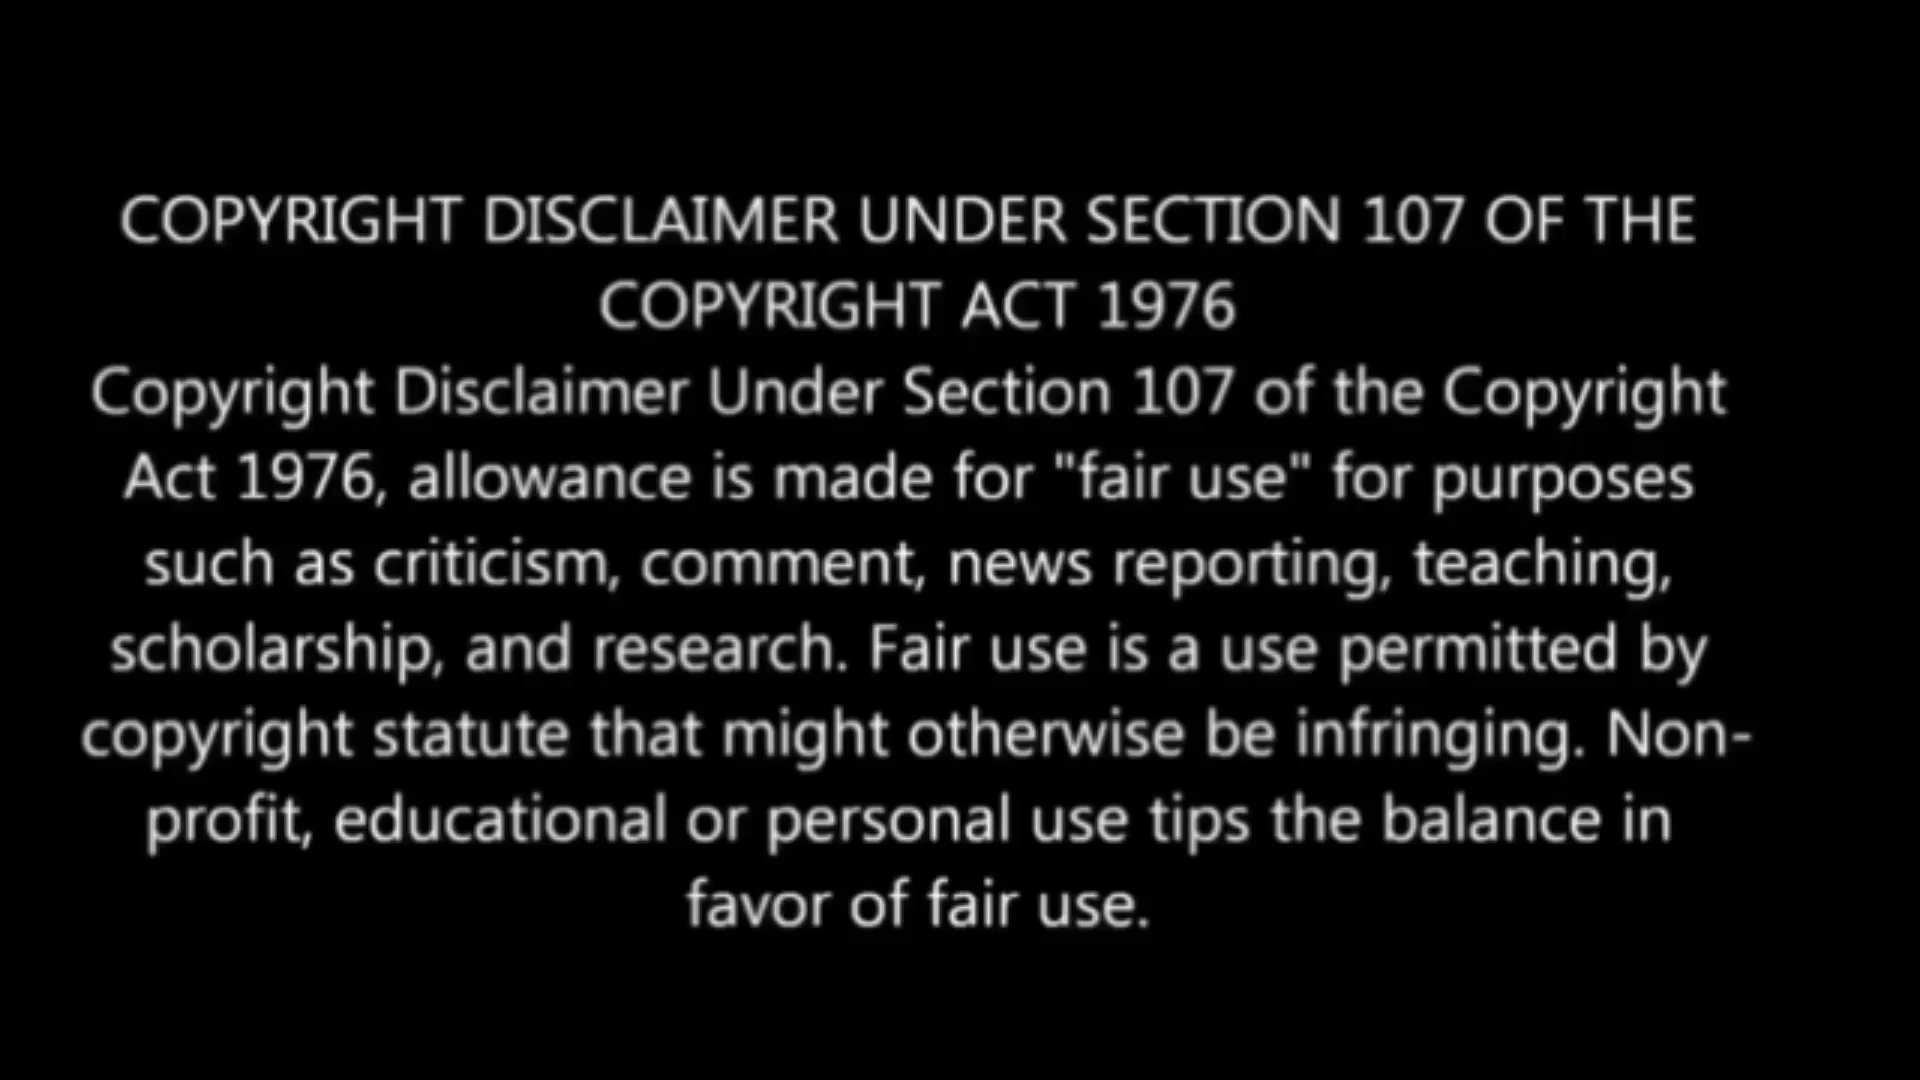 COPYRIGHT DISCLAIMER UNDER SECTION 107 OF THE
COPYRIGHT ACT 1976
Copyright Disclaimer Under Section 107 of the Copyright
Act 1976, allowance is made for "fair use" for purposes
such as criticism, comment, news reporting, teaching,
scholarship, and research. Fair use is a use permitted by
copyright statute that might otherwise be infringing. Non-
profit, educational or personal use tips the balance in
favor of fair use.